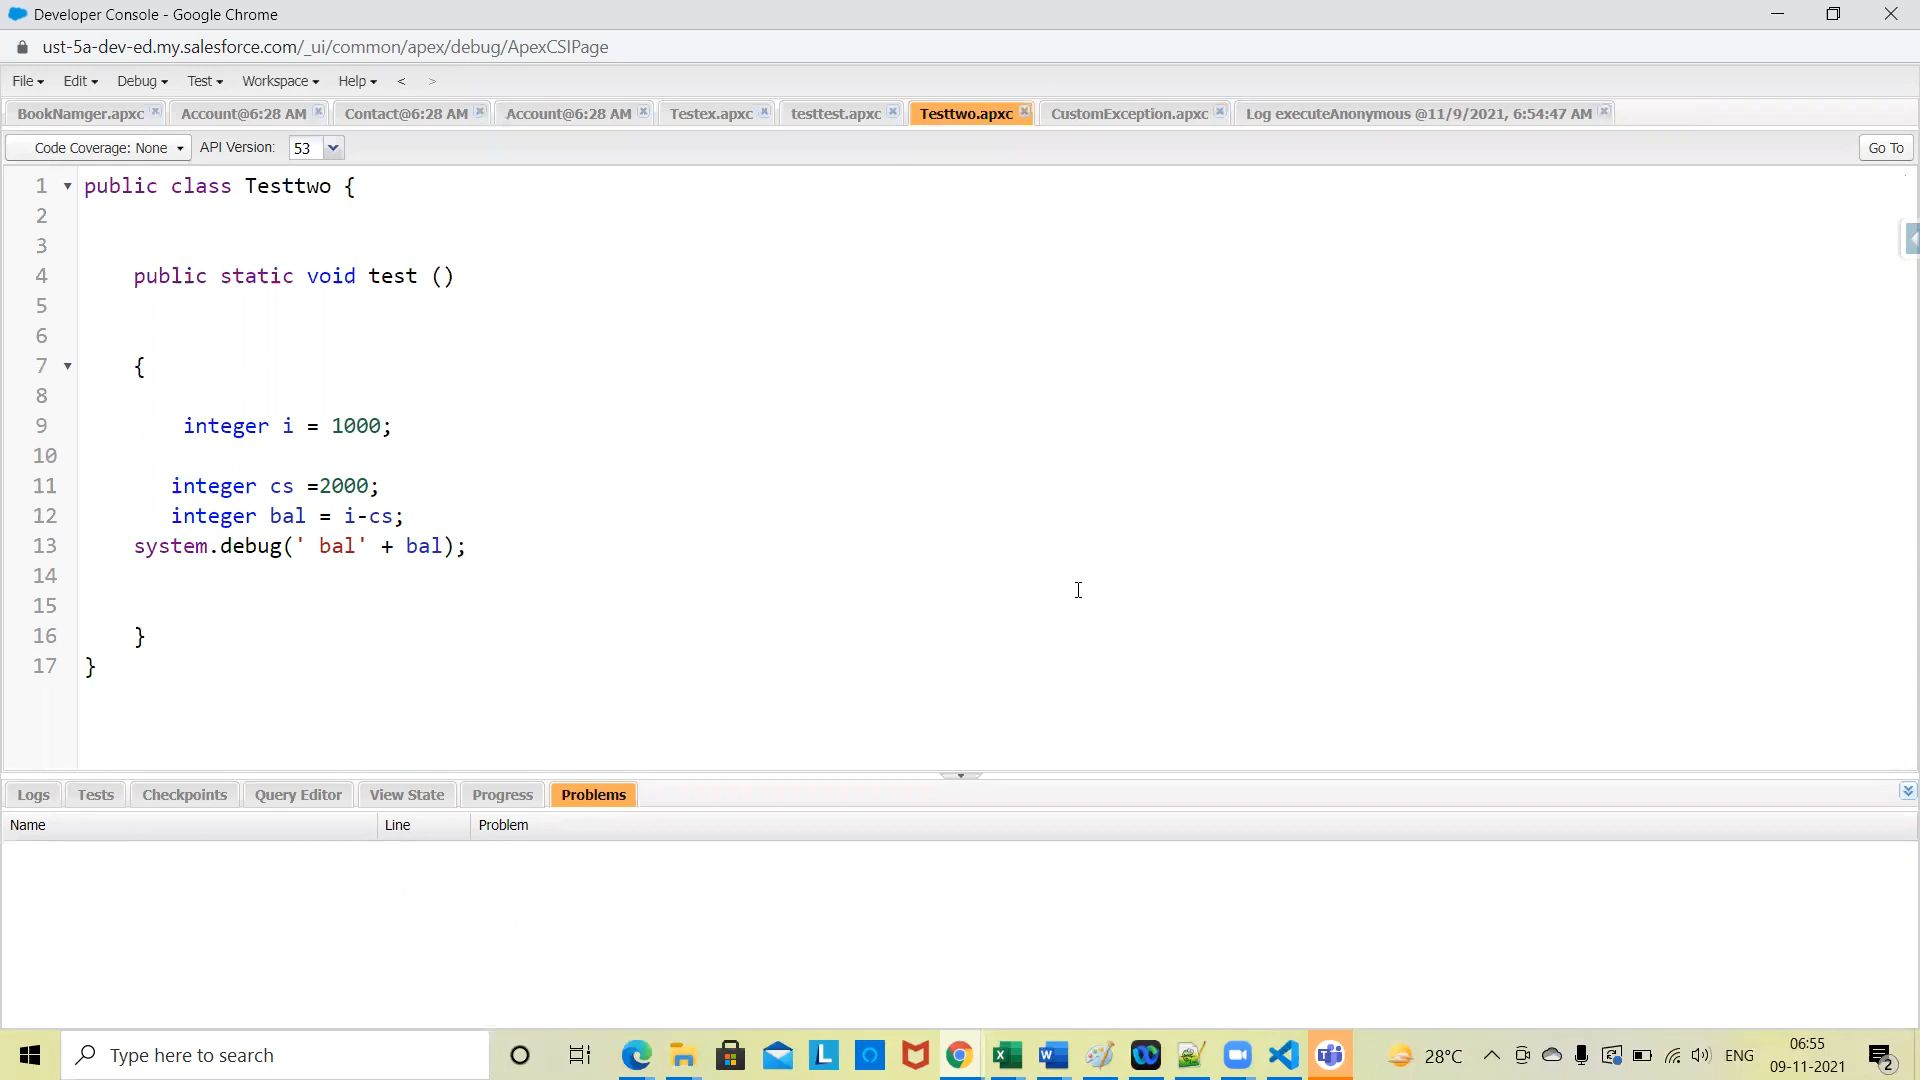 Developer Console - Google Chrome
ust-5a-dev-ed.my.salesforce.com/_ui/common/apex/debug/ApexCSIPage
File Edit Debug Test Workspace Help < >
BookNamger.apxc Account@6:28 AM Contact@6:28 AM Account@6:28 AM Testex.apxc testtest.apxc Testtwo.apxc CustomException.apxc Log executeAnonymous @11/9/2021, 6:54:47 AM
Code Coverage: None API Version: 53 Go To
1 public class Testtwo {
2
3
4 public static void test ()
5
6
7 {
8
9 integer i = 1000;
10
11 integer cs =2000;
12 integer bal = i-cs;
13 system.debug(' bal' + bal);
14
15
16 }
17 }
Logs Tests Checkpoints Query Editor View State Progress Problems
Name Line Problem
Type here to search
28°C ENG
06:55
09-11-2021
2